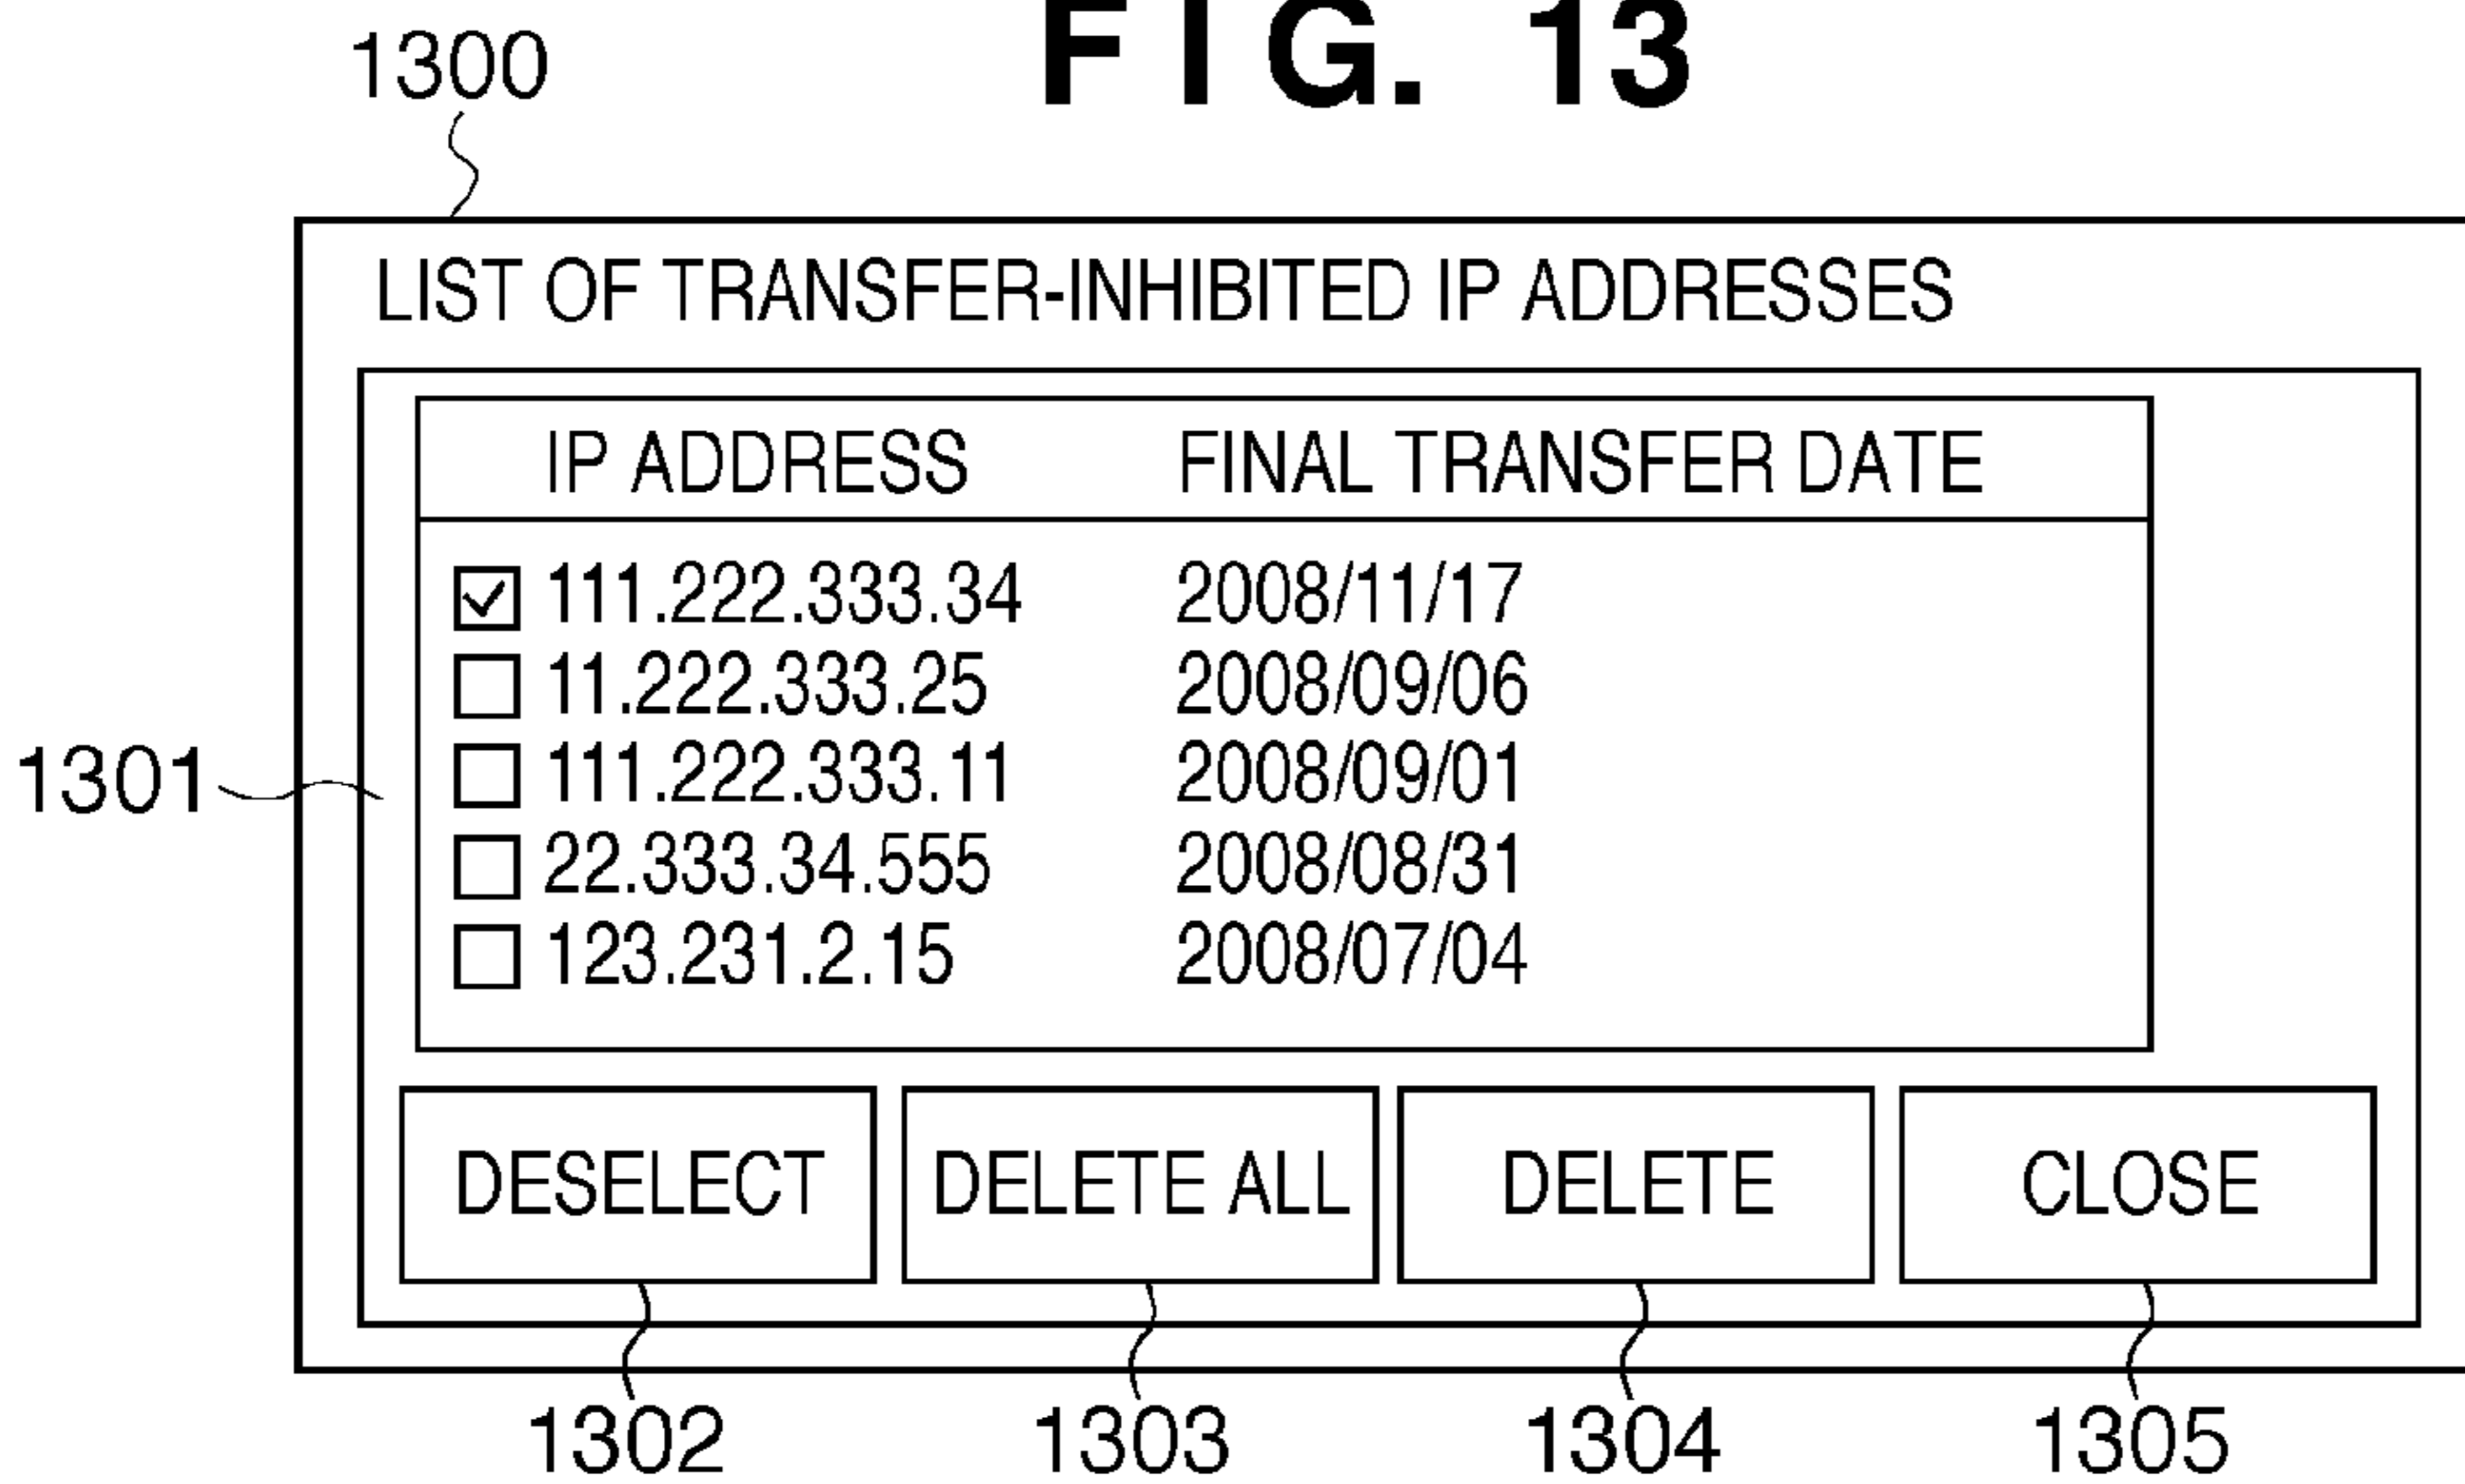 FIG. 13
1300
LIST OF TRANSFER-INHIBITED IP ADDRESSES
IP ADDRESS FINAL TRANSFER DATE
111.222.333.34 2008/11/17
11.222.333.25 2008/09/06
1301
111.222.333.11 2008/09/01
22.333.34.555 2008/08/31
123.231.2.15 2008/07/04
DESELECT DELETE ALL DELETE CLOSE
1302 1303 1304 1305